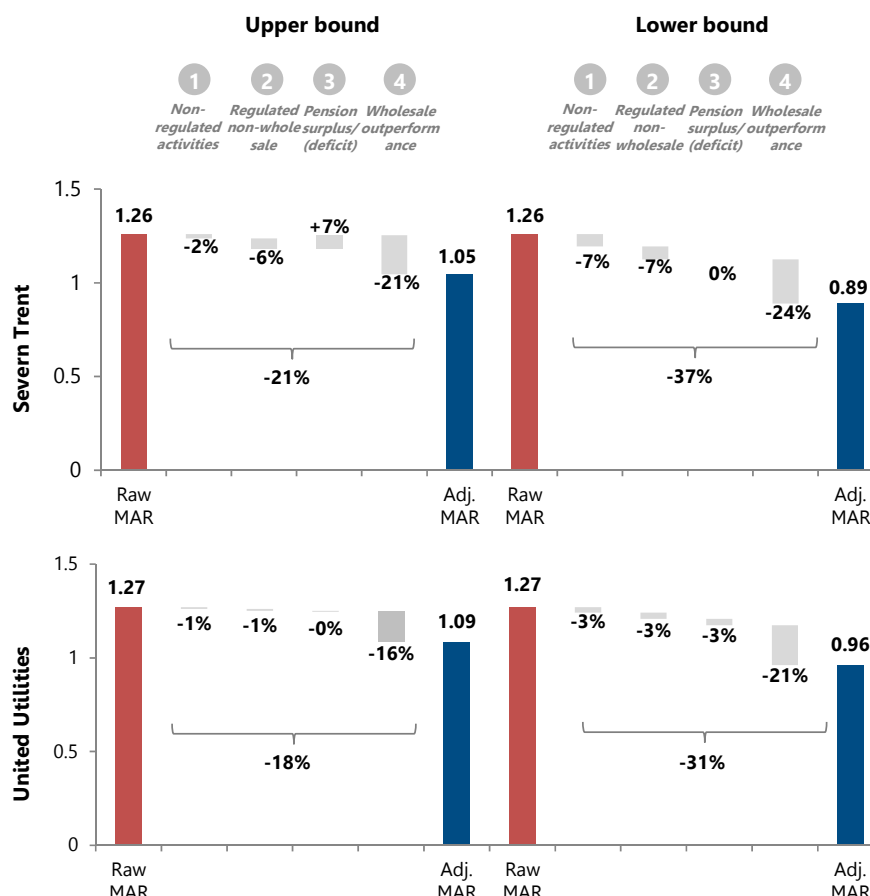 Upper bound
Lower bound
1 2 3 4 1 2 3 4
Non-regulated activities
Regulated non-whole sale
Pension surplus/ (deficit)
Wholesale outperform ance
Non-regulated activities
Regulated non-wholesale
Pension surplus/ (deficit)
Wholesale outperform ance
Severn Trent
1.5
1
0.5
0
1.26
-2%
-6%
+7%
-21%
1.05
-21%
1.26
-7%
-7%
0%
-24%
0.89
-37%
Raw MAR
Adj. MAR
Raw MAR
Adj. MAR
United Utilities
1.5
1
0.5
0
1.27
-1%
-1%
-0%
-16%
1.09
-18%
1.27
-3%
-3%
-3%
-21%
0.96
-31%
Raw MAR
Adj. MAR
Raw MAR
Adj. MAR